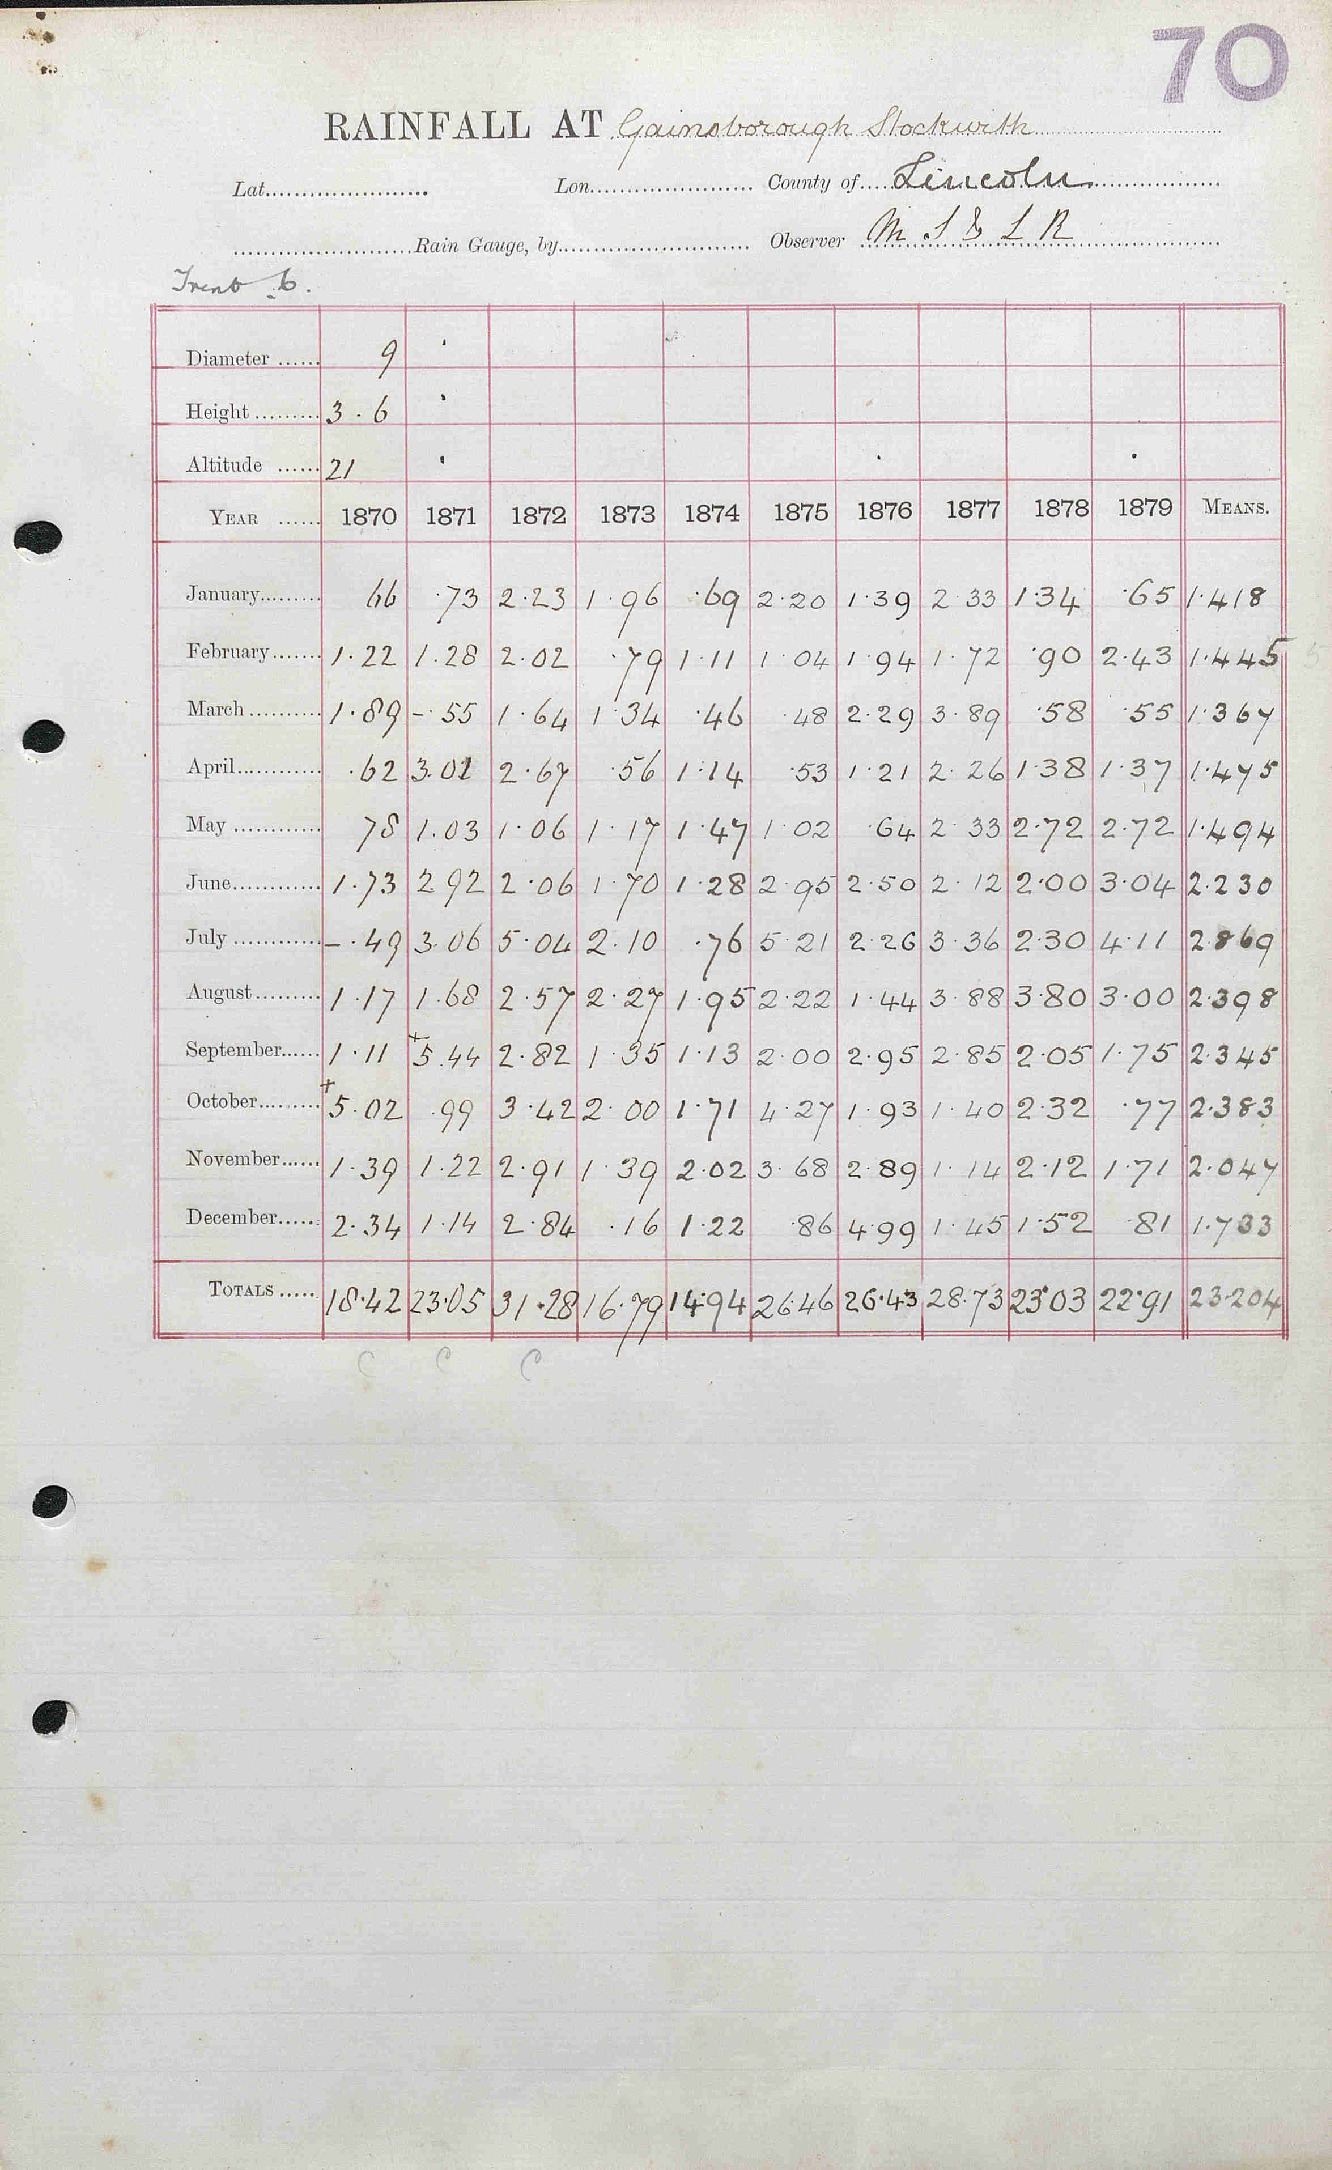 70
RAINFALL AT Gainsborough Stockwith
Lat...................... Lon...................... County of.... Lincoln
......................Rain Gauge, by.......................... Observer M S & L R
Trent b.
Diameter ...... 9
Height ......... 3.6
Altitude ...... 21
YEAR ...... 1870 1871 1872 1873 1874 1875 1876 1877 1878 1879 MEANS.
January......... 66 .73 2.23 1.96 .69 2.20 1.39 2.33 1.34 .65 1.418
February....... 1.22 1.28 2.02 .79 1.11 1.04 1.94 1.72 .90 2.43 1.445 5
March .......... 1.89 -.55 1.64 1.34 .46 .48 2.29 3.89 .58 .55 1.367
April............ .62 3.01 2.67 .56 1.14 .53 1.21 2.26 1.38 1.37 1.475
May ............ 78 1.03 1.06 1.17 1.47 1.02 .64 2.33 2.72 2.72 1.494
June............ 1.73 2.92 2.06 1.70 1.28 2.95 2.50 2.12 2.00 3.04 2.230
July ............ -.49 3.06 5.04 2.10 .76 5.21 2.26 3.36 2.30 4.11 2.869
August......... 1.17 1.68 2.57 2.27 1.95 2.22 1.44 3.88 3.80 3.00 2.398
September...... 1.11 +5.44 2.82 1.35 1.13 2.00 2.95 2.85 2.05 1.75 2.345
October......... +5.02 .99 3.42 2.00 1.71 4.27 1.93 1.40 2.32 .77 2.383
November...... 1.39 1.22 2.91 1.39 2.02 3.68 2.89 1.14 2.12 1.71 2.047
December...... 2.34 1.14 2.84 .16 1.22 .86 4.99 1.45 1.52 .81 1.733
TOTALS ..... 18.42 23.05 31.28 16.79 14.94 26.46 26.43 28.73 23.03 22.91 23.204
C C C